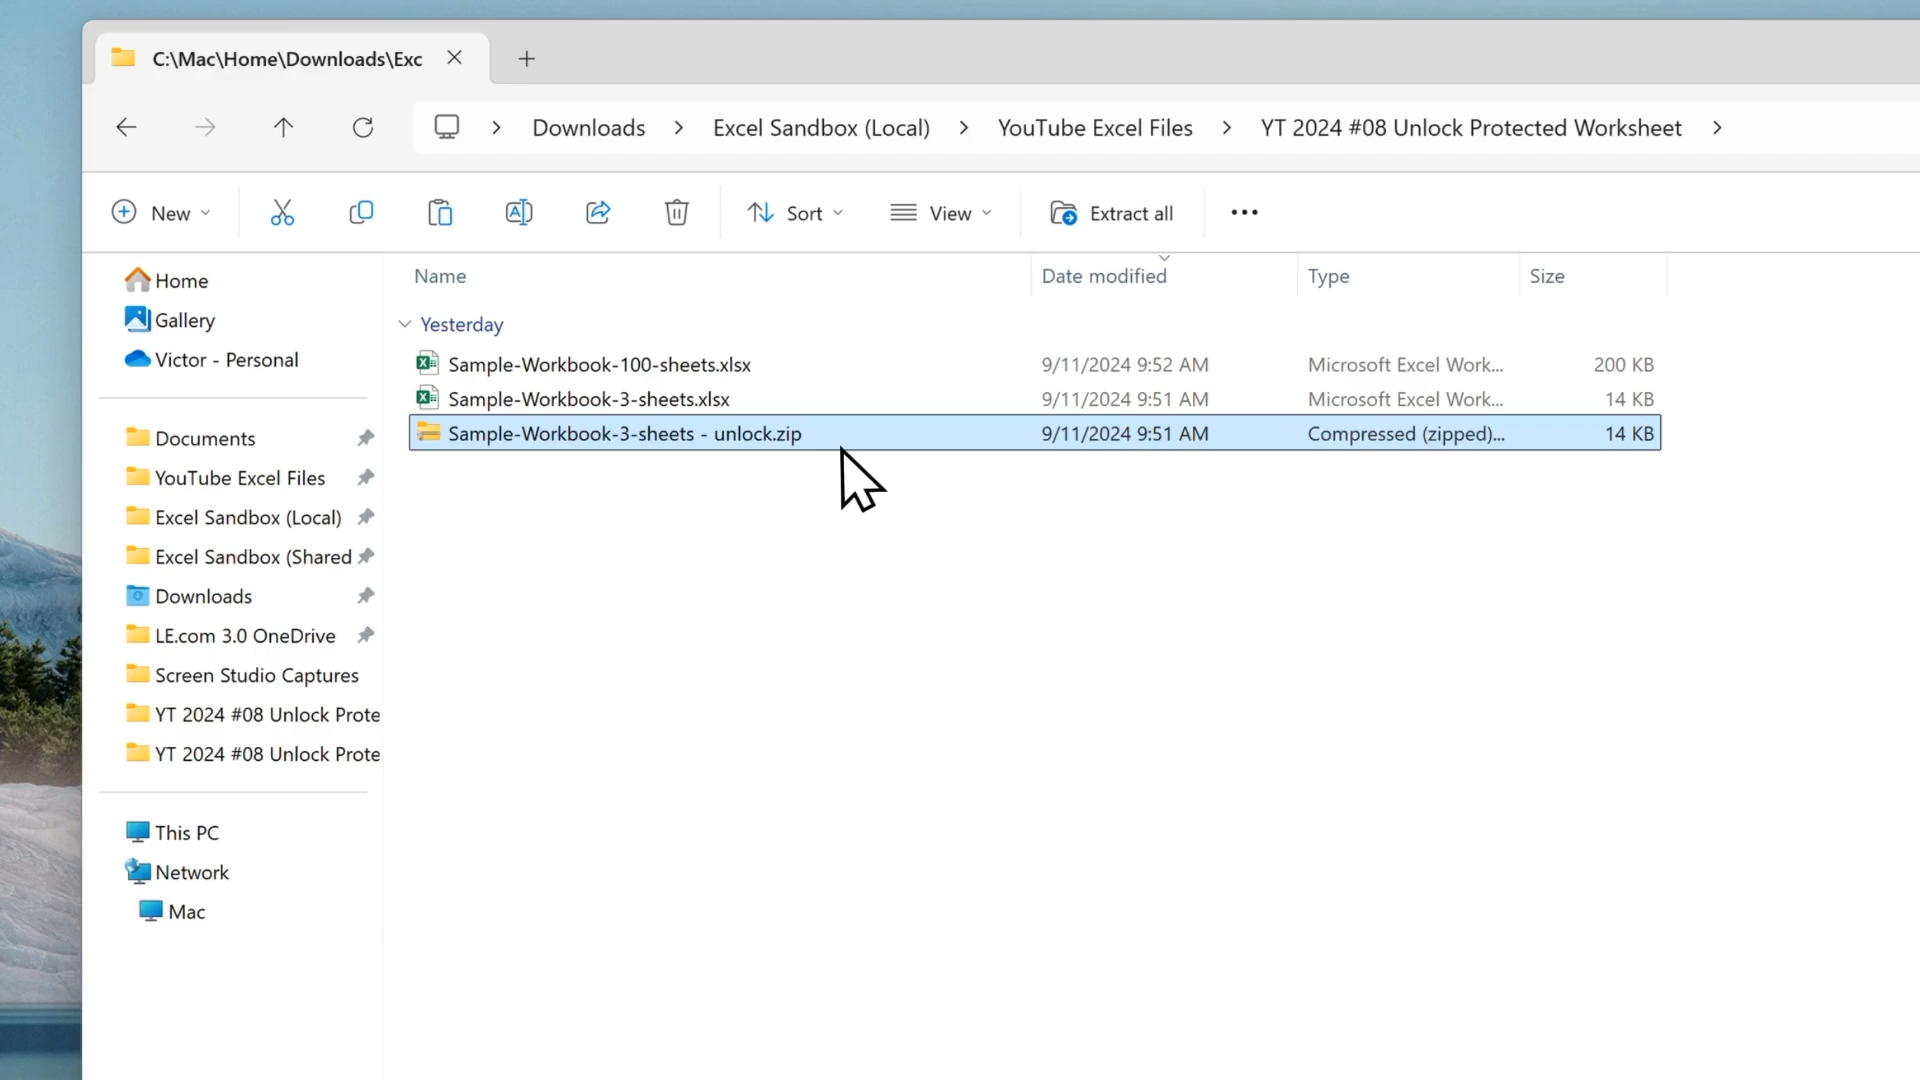 C:\Mac\Home\Downloads\Exc
Downloads > Excel Sandbox (Local) > YouTube Excel Files > YT 2024 #08 Unlock Protected Worksheet >
New Sort View Extract all
Name Date modified Type Size
Yesterday
Sample-Workbook-100-sheets.xlsx 9/11/2024 9:52 AM Microsoft Excel Work... 200 KB
Sample-Workbook-3-sheets.xlsx 9/11/2024 9:51 AM Microsoft Excel Work... 14 KB
Sample-Workbook-3-sheets - unlock.zip 9/11/2024 9:51 AM Compressed (zipped)... 14 KB
Home
Gallery
Victor - Personal
Documents
YouTube Excel Files
Excel Sandbox (Local)
Excel Sandbox (Shared
Downloads
LE.com 3.0 OneDrive
Screen Studio Captures
YT 2024 #08 Unlock Prote
YT 2024 #08 Unlock Prote
This PC
Network
Mac